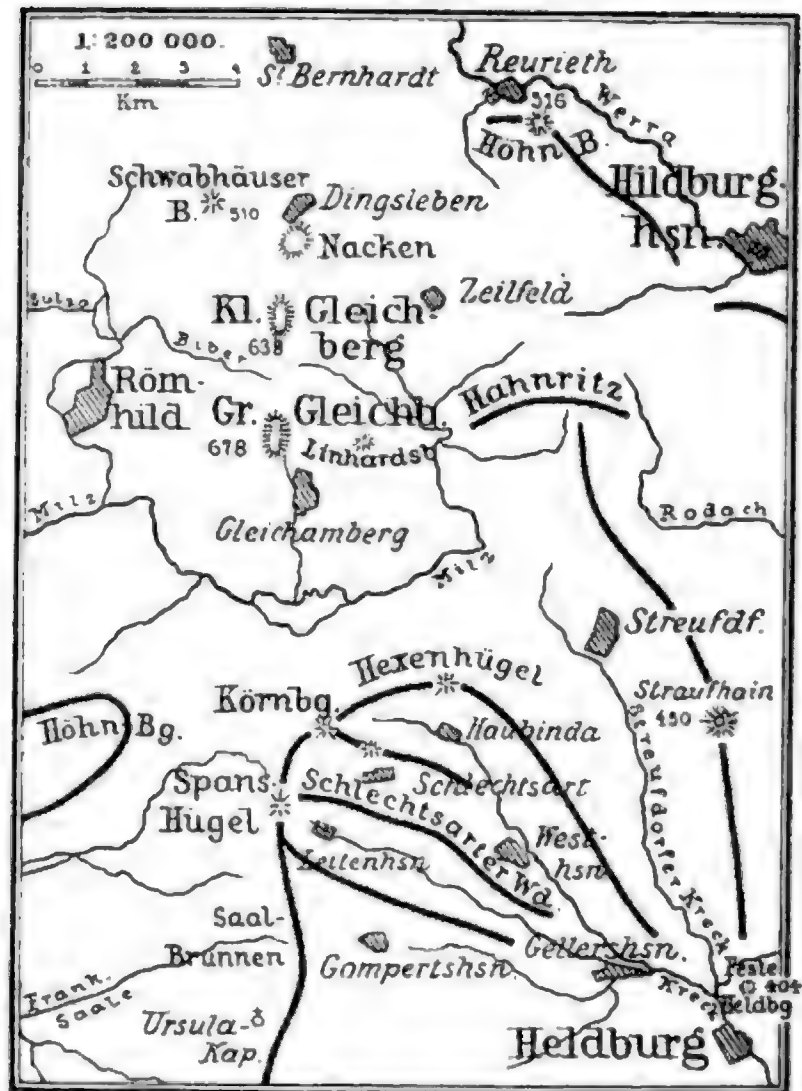 1:200 000.
0 1 2 3 4
Km
St. Bernhardt
Reurieth
516
Werra
Höhn B.
Hildburg-
hsn.
Schwabhäuser
B. 510
Dingsleben
Nacken
Zeilfeld
Sulza
Kl. Gleich-
berg
Biber
638
Röm-
hild
Gr. Gleichb.
678
Linhardsb.
Hahnritz
Milz
Gleichamberg
Milz
Rodach
Streufdf.
Hexenhügel
Straufhain
450
Körnbg.
Höhn Bg.
Haubinda
Spans-
Hügel
Schlechtsart
Schlechtsarter Wd.
West-
hsn
Streufdorfer Kreck
Leitenhsn
Saal-
Brunnen
Gompertshsn.
Gellershsn.
Feste
404
Heldbg
Kreck
Frank.
Saale
Ursula-
Kap.
Heldburg